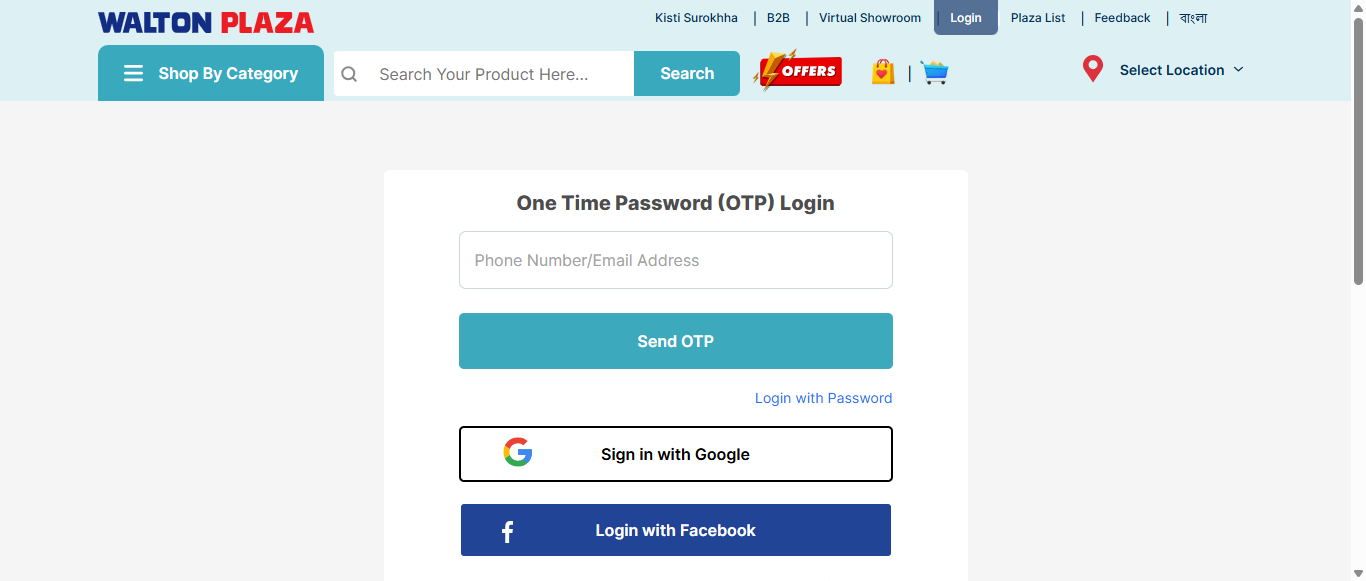 WALTON PLAZA
Kisti Surokhha | B2B | Virtual Showroom | Login Plaza List | Feedback | বাংলা
Shop By Category
Search Your Product Here...
Search
OFFERS
Select Location
One Time Password (OTP) Login
Phone Number/Email Address
Send OTP
Login with Password
Sign in with Google
Login with Facebook